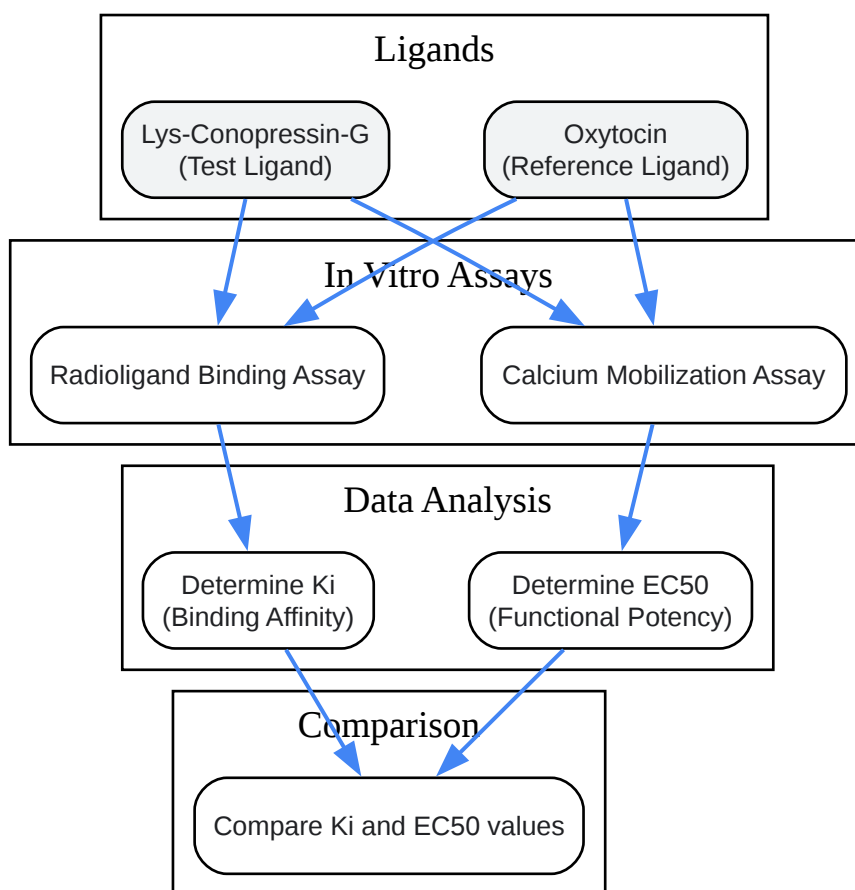 Ligands
Lys-Conopressin-G
(Test Ligand)
Oxytocin
(Reference Ligand)
In Vitro Assays
Radioligand Binding Assay
Calcium Mobilization Assay
Data Analysis
Determine Ki
(Binding Affinity)
Determine EC50
(Functional Potency)
Comparison
Compare Ki and EC50 values